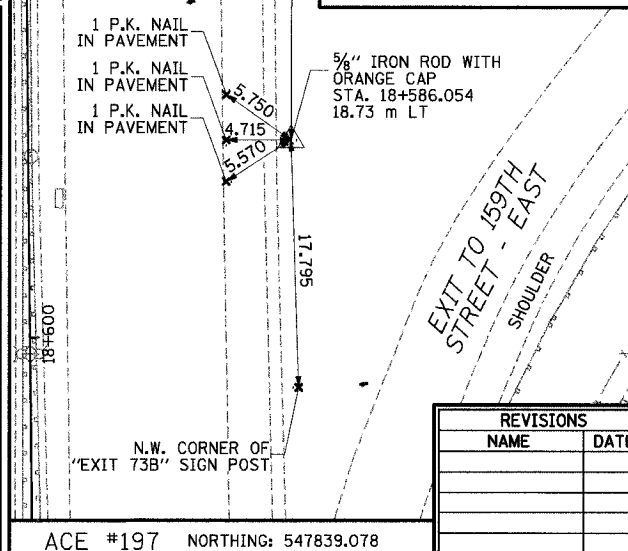 1 P.K. NAIL
IN PAVEMENT
1 P.K. NAIL
IN PAVEMENT
1 P.K. NAIL
IN PAVEMENT
5.750
4.715
5.570
5/8" IRON ROD WITH
ORANGE CAP
STA. 18+586.054
18.73 m LT
17.795
EXIT TO 159TH
STREET - EAST
SHOULDER
18+600
N.W. CORNER OF
"EXIT 73B" SIGN POST
REVISIONS
NAME DATE
ACE #197 NORTHING: 547839.078